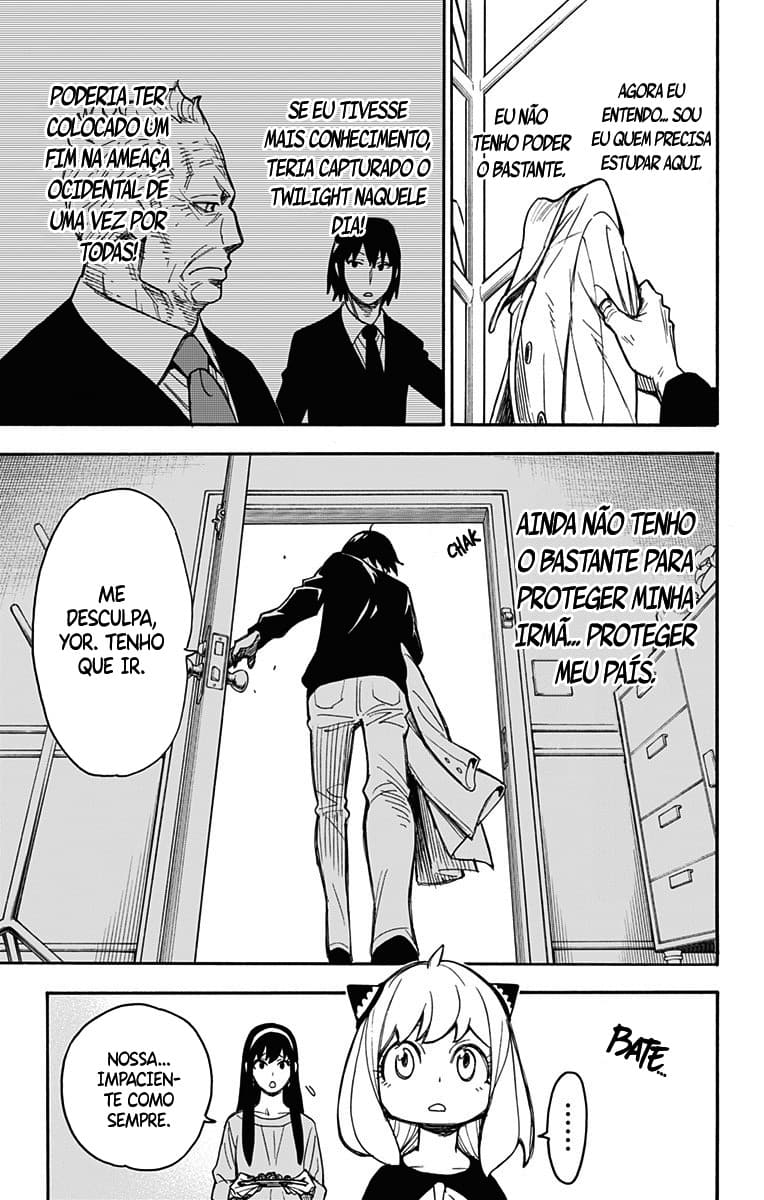 AGORA EU
ENTENDO... SOU
EU QUEM PRECISA
ESTUDAR AQUI.
EU NÃO
TENHO PODER
O BASTANTE.
SE EU TIVESSE
MAIS CONHECIMENTO,
TERIA CAPTURADO O
TWILIGHT NAQUELE
DIA!
PODERIA TER
COLOCADO UM
FIM NA AMEAÇA
OCIDENTAL DE
UMA VEZ POR
TODAS!
AINDA NÃO TENHO
O BASTANTE PARA
PROTEGER MINHA
IRMÃ... PROTEGER
MEU PAÍS.
CHAK
ME
DESCULPA,
YOR. TENHO
QUE IR.
BATE...
......
NOSSA...
IMPACIEN-
TE COMO
SEMPRE.